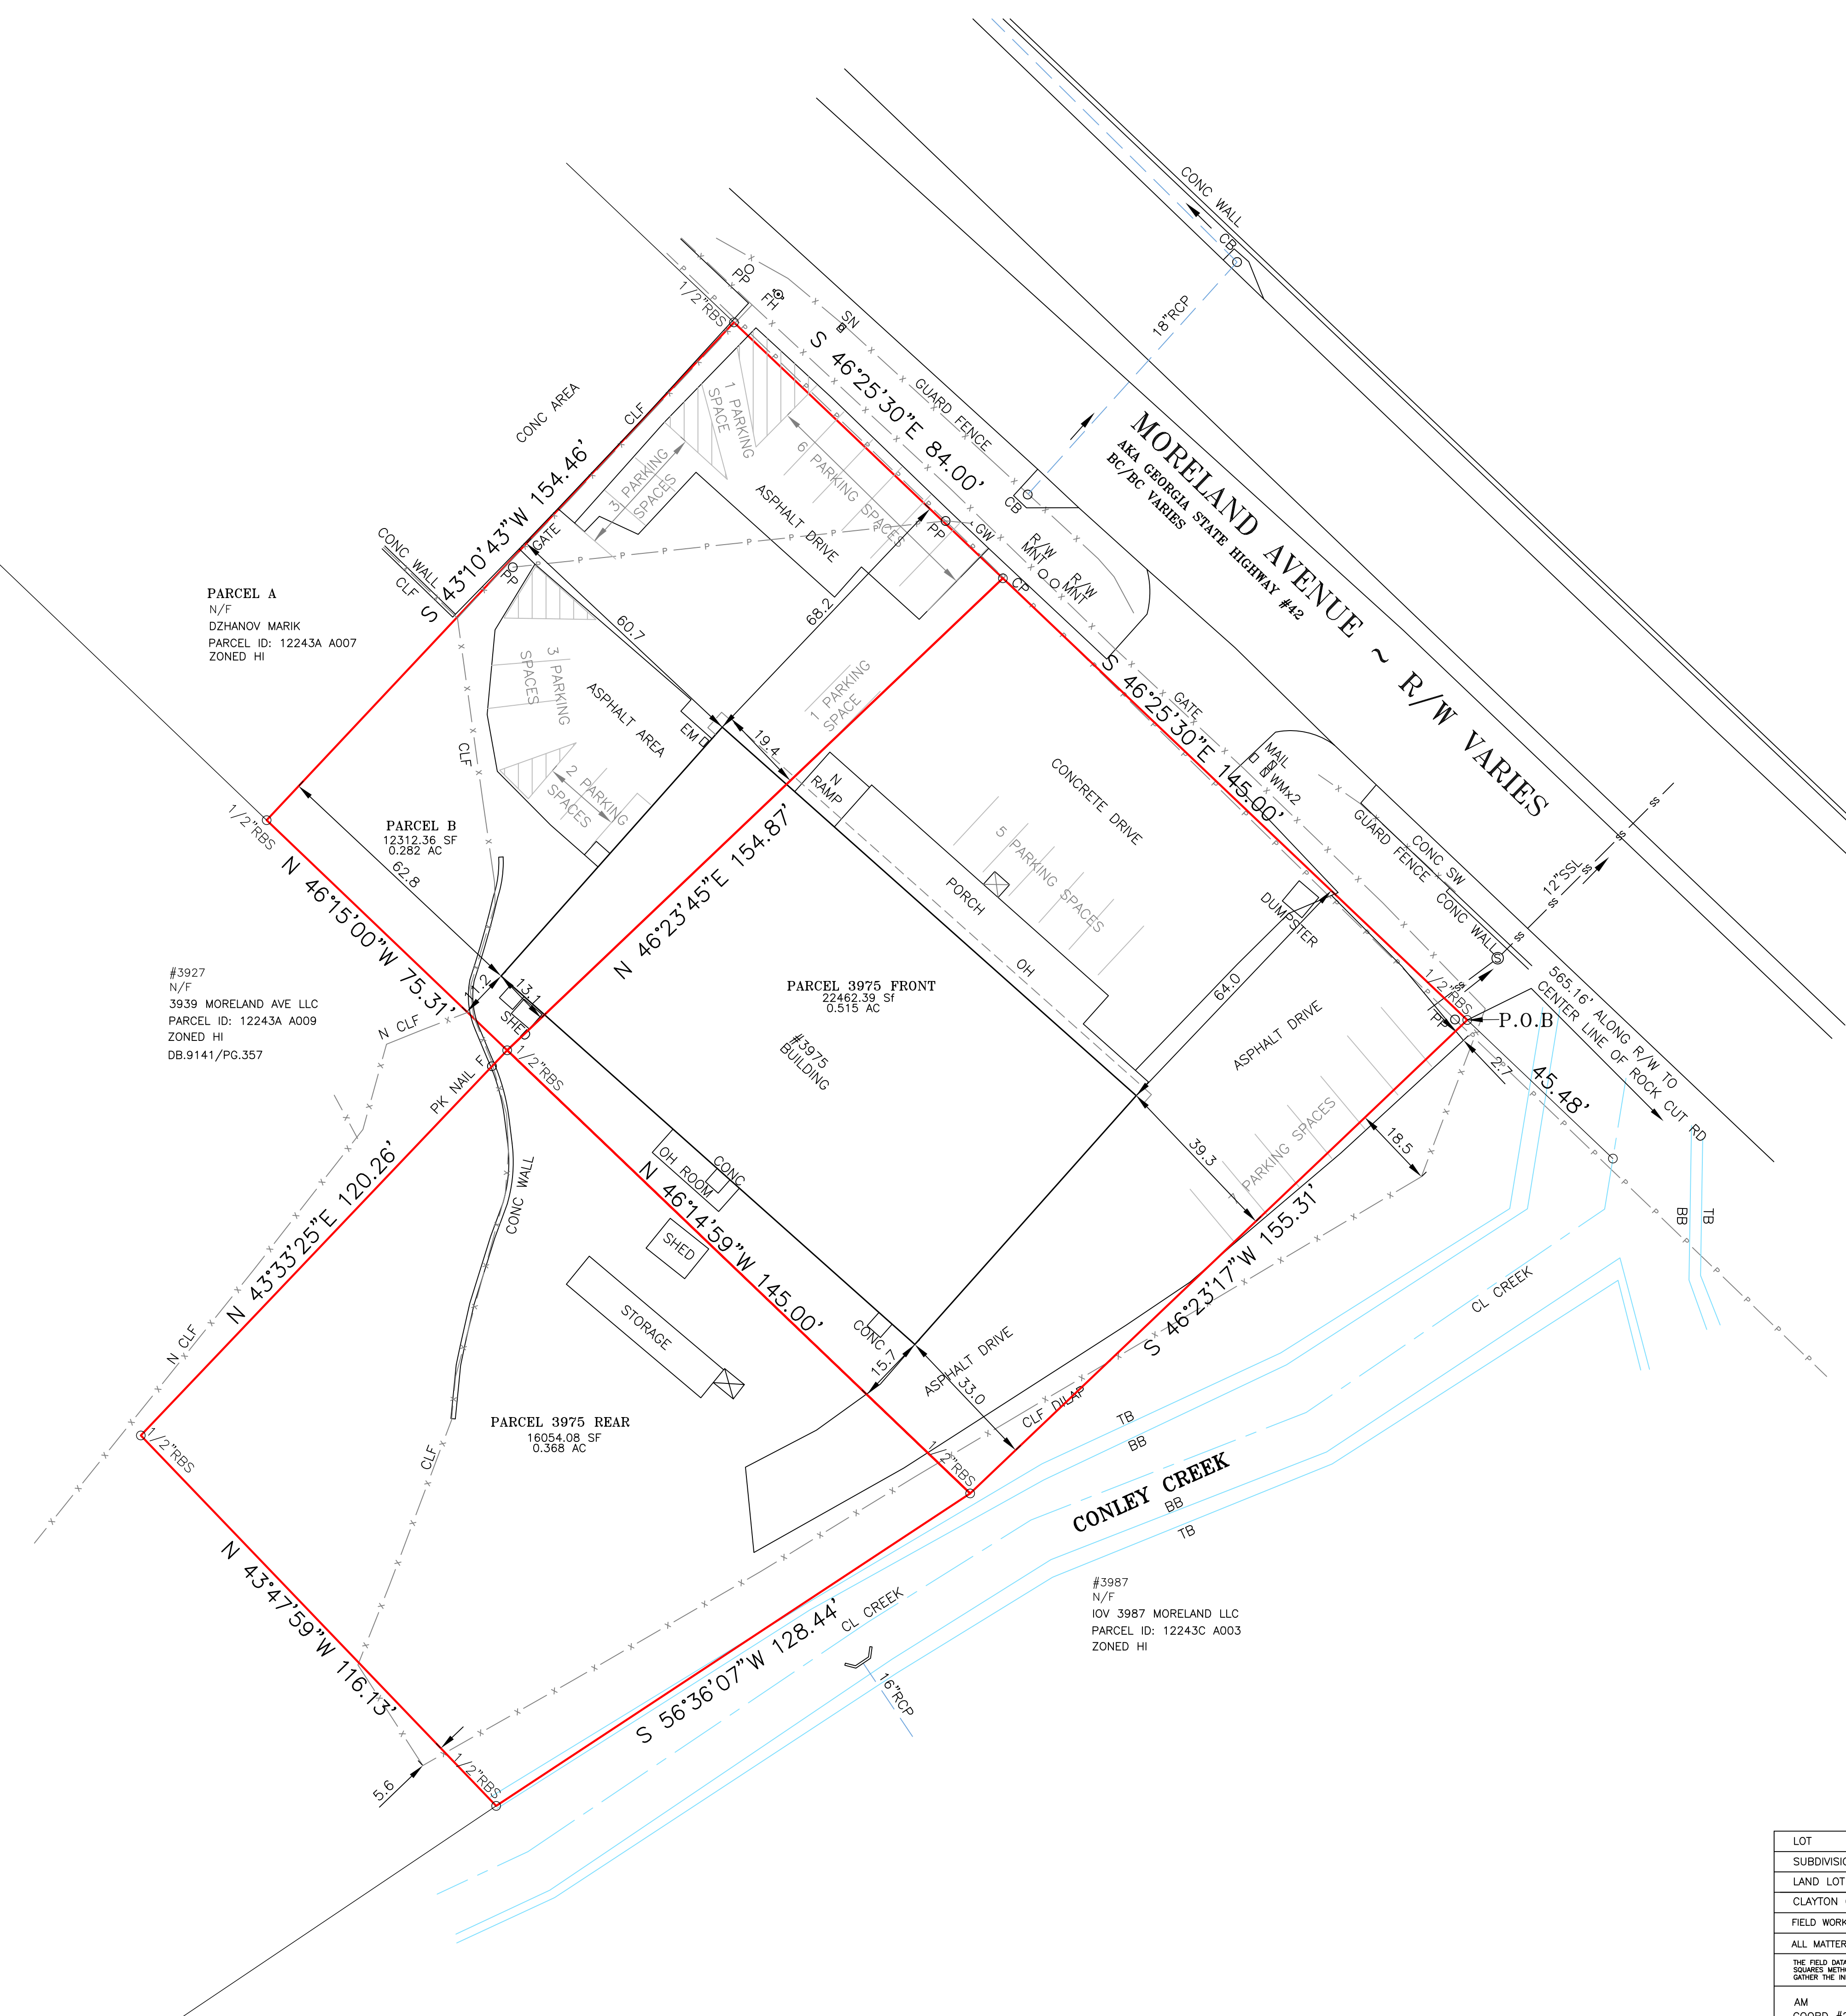 CONC WALL
CB
18"RCP
PP
FH
1/2"RBS
SN
S 46°25'30"E 84.00'
GUARD FENCE
MORELAND AVENUE ~ R/W VARIES
AKA GEORGIA STATE HIGHWAY #42
BC/BC VARIES
CONC AREA
CLF
1 PARKING
SPACE
3 PARKING
SPACES
6 PARKING SPACES
ASPHALT DRIVE
S 43°10'43"W 154.46'
GATE
CONC WALL
CLF
PP
PP
GW
CB
R/W
MNT
R/W
MNT
CP
PARCEL A
N/F
DZHANOV MARIK
PARCEL ID: 12243A A007
ZONED HI
60.7
68.2
3 PARKING
SPACES
ASPHALT AREA
EM
1 PARKING
SPACE
19.4
N
RAMP
S 46°25'30"E 145.00'
GATE
MAIL
WMx2
CONCRETE DRIVE
GUARD FENCE
CONC SW
CONC WALL
S
12"SSL
CLF
2 PARKING
SPACES
1/2"RBS
PARCEL B
12312.36 SF
0.282 AC
62.8
N 46°23'45"E 154.87'
5 PARKING SPACES
PORCH
DUMPSTER
N 46°15'00"W 75.31'
OH
64.0
1/2"RBS
PP
P.O.B
565.16' ALONG R/W TO
CENTER LINE OF ROCK CUT RD
#3927
N/F
3939 MORELAND AVE LLC
PARCEL ID: 12243A A009
ZONED HI
DB.9141/PG.357
N CLF
11.2
13.1
SHED
1/2"RBS
PK NAIL F
PARCEL 3975 FRONT
22462.39 Sf
0.515 AC
#3975
BUILDING
ASPHALT DRIVE
2.7
45.48'
7 PARKING SPACES
18.5
39.3
N 43°33'25"E 120.26'
CONC WALL
OH ROOM
CONC
N 46°14'59"W 145.00'
SHED
STORAGE
CONC
15.7
ASPHALT DRIVE
33.0
S 46°23'17"W 155.31'
BB
TB
CL CREEK
N CLF
CLF DILAP
TB
BB
1/2"RBS
PARCEL 3975 REAR
16054.08 SF
0.368 AC
CLF
1/2"RBS
CONLEY CREEK
BB
TB
N 43°47'59"W 116.13'
CL CREEK
S 56°36'07"W 128.44'
#3987
N/F
IOV 3987 MORELAND LLC
PARCEL ID: 12243C A003
ZONED HI
16"RCP
1/2"RBS
5.6
LOT
LAND LOT
CLAYTON
FIELD WORK
THE FIELD DATA
GATHER THE
AM